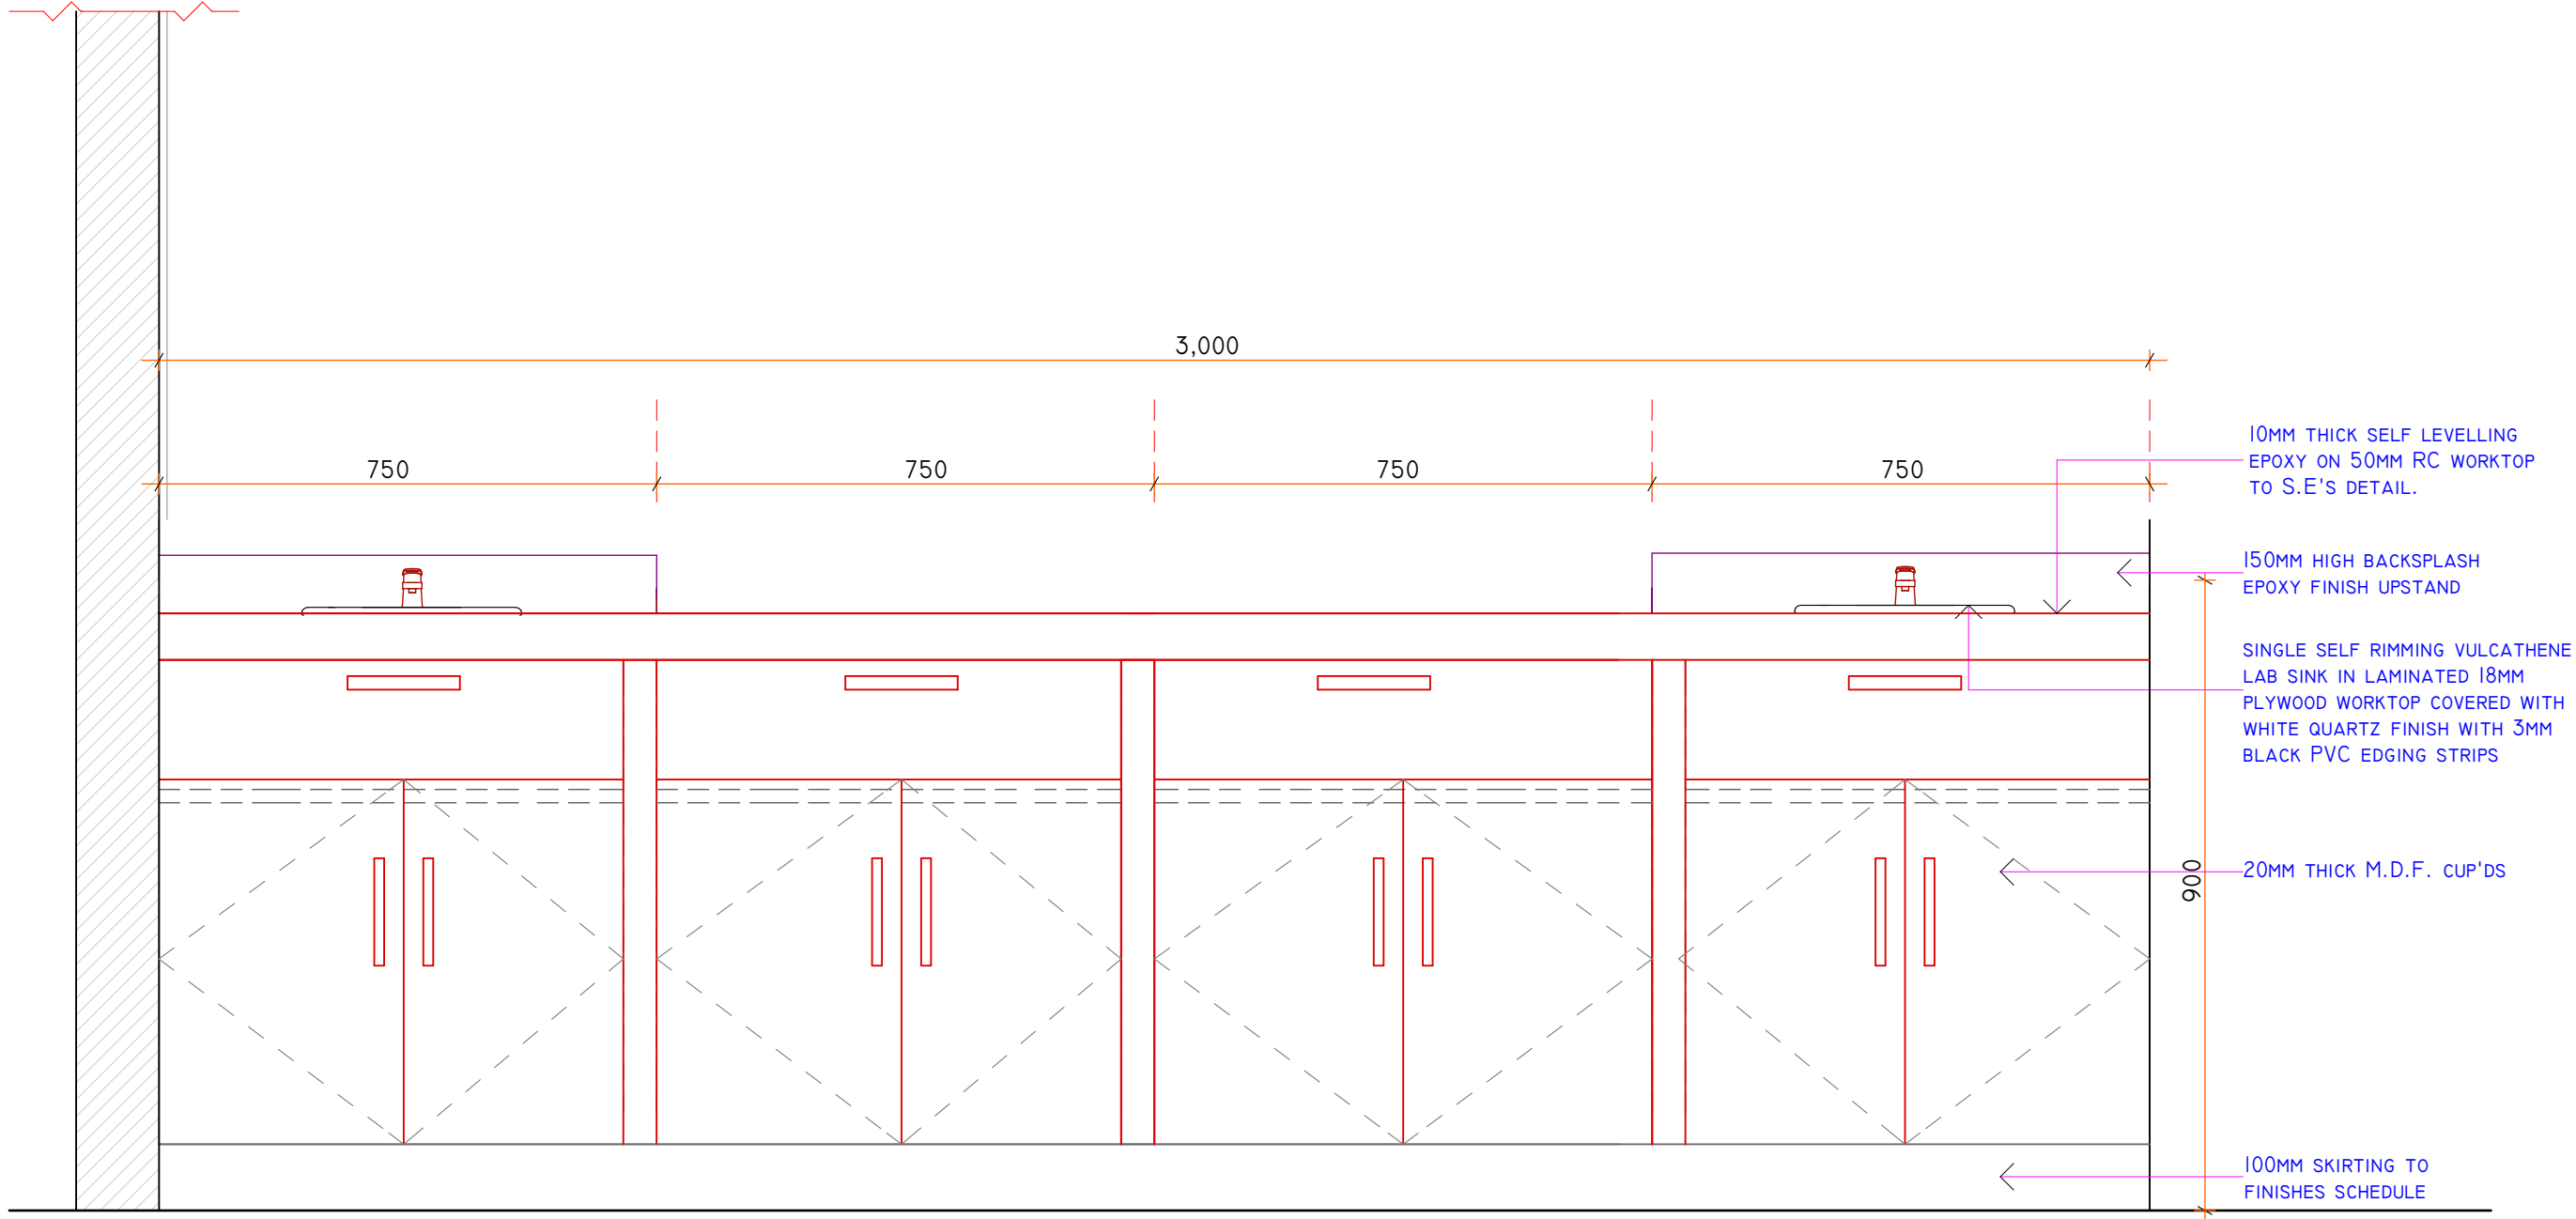 3,000
750 750 750 750
10MM THICK SELF LEVELLING
EPOXY ON 50MM RC WORKTOP
TO S.E'S DETAIL.
150MM HIGH BACKSPLASH
EPOXY FINISH UPSTAND
SINGLE SELF RIMMING VULCATHENE
LAB SINK IN LAMINATED 18MM
PLYWOOD WORKTOP COVERED WITH
WHITE QUARTZ FINISH WITH 3MM
BLACK PVC EDGING STRIPS
900
20MM THICK M.D.F. CUP'DS
100MM SKIRTING TO
FINISHES SCHEDULE